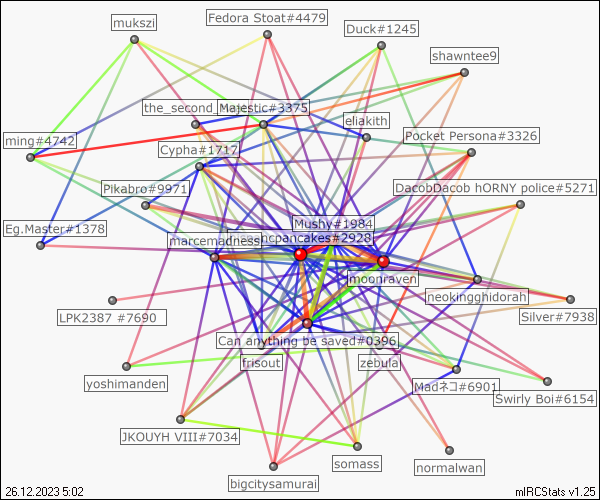 Fedora Stoat#4479
mukszi
Duck#1245
shawntee9
the_second_
Majestic#3375
eliakith
ming#4742
Cypha#1717
Pocket Persona#3326
Pikabro#9971
DacobDacob hORNY police#5271
Mushy#1984
Eg.Master#1378
marcemadness
hcpancakes#2928
moonraven
neokingghidorah
LPK2387 #7690
Silver#7938
Can anything be saved#0396
frisout
zebula
yoshimanden
Madネコ#6901
Swirly Boi#6154
JKOUYH VIII#7034
somass
normalwan
bigcitysamurai
26.12.2023 5:02
mIRCStats v1.25